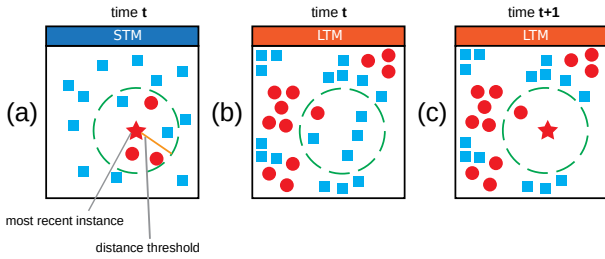 time t
time t
time t+1
STM
LTM
LTM
(a)
(b)
(c)
most recent instance
distance threshold